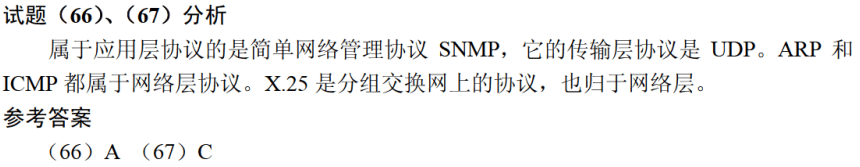 试题（66）、（67）分析
属于应用层协议的是简单网络管理协议 SNMP，它的传输层协议是 UDP。ARP 和
ICMP 都属于网络层协议。X.25 是分组交换网上的协议，也归于网络层。
参考答案
（66）A （67）C